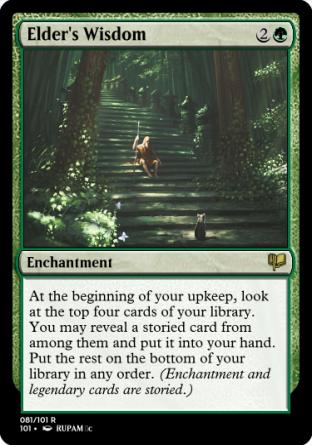 Elder's Wisdom 2
Enchantment
At the beginning of your upkeep, look
at the top four cards of your library.
You may reveal a storied card from
among them and put it into your hand.
Put the rest on the bottom of your
library in any order. (Enchantment and
legendary cards are storied.)
081/101 R
101 • RUPAM